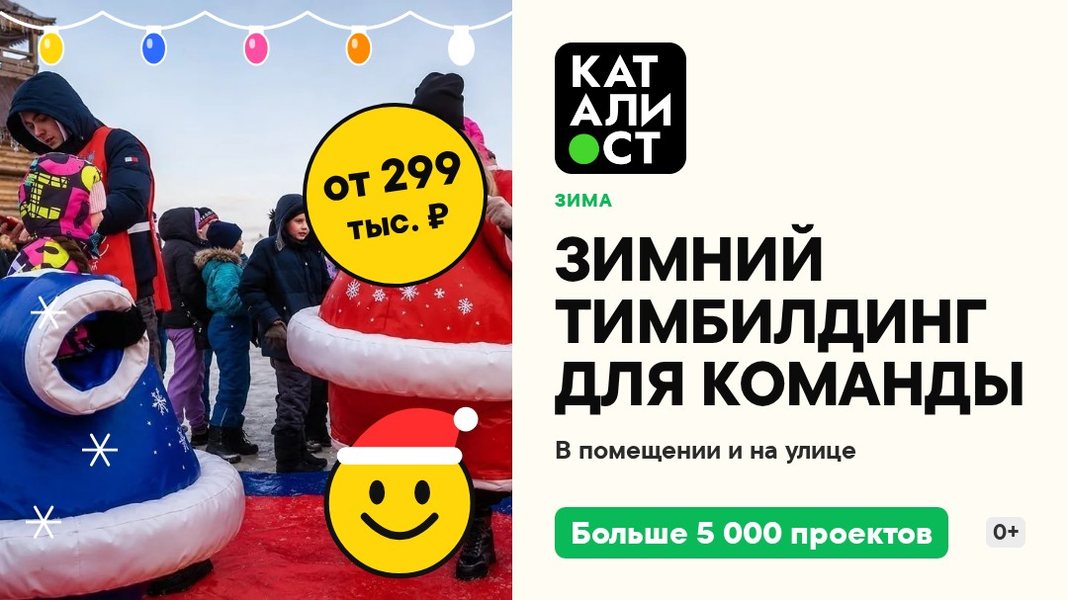 от 299
тыс. ₽
КАТ
АЛИ
СТ
ЗИМА
ЗИМНИЙ
ТИМБИЛДИНГ
ДЛЯ КОМАНДЫ
В помещении и на улице
Больше 5 000 проектов
0+